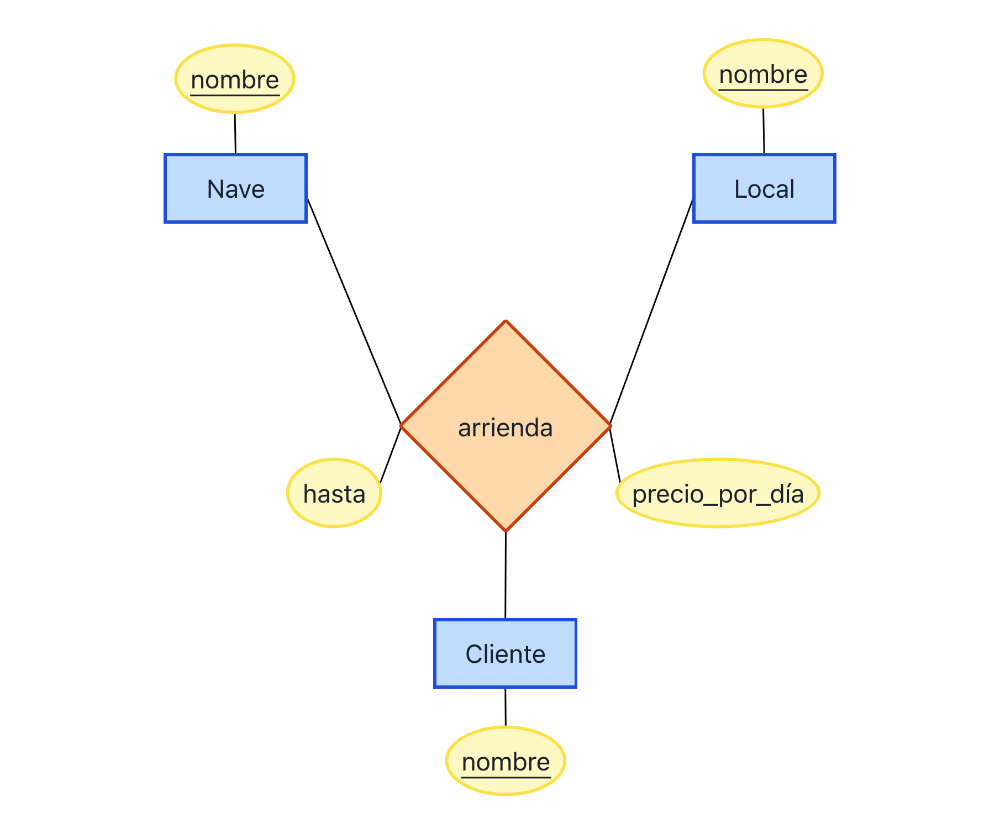 nombre
nombre
Nave
Local
arrienda
hasta
precio_por_día
Cliente
nombre